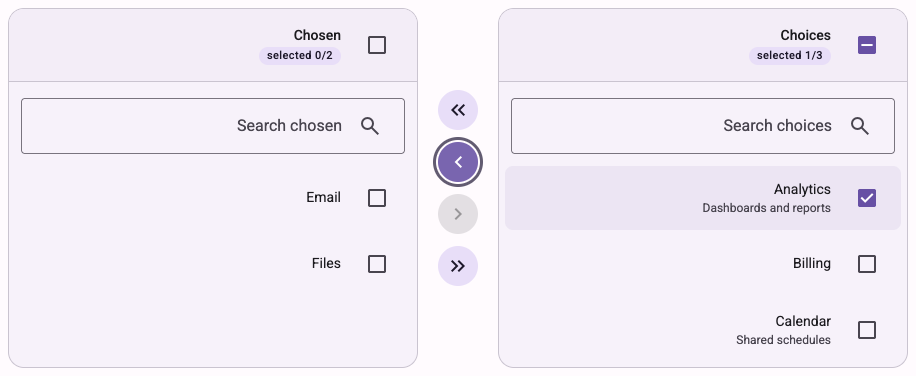 Chosen
selected 0/2
Search chosen
Email
Files
Choices
selected 1/3
Search choices
Analytics
Dashboards and reports
Billing
Calendar
Shared schedules